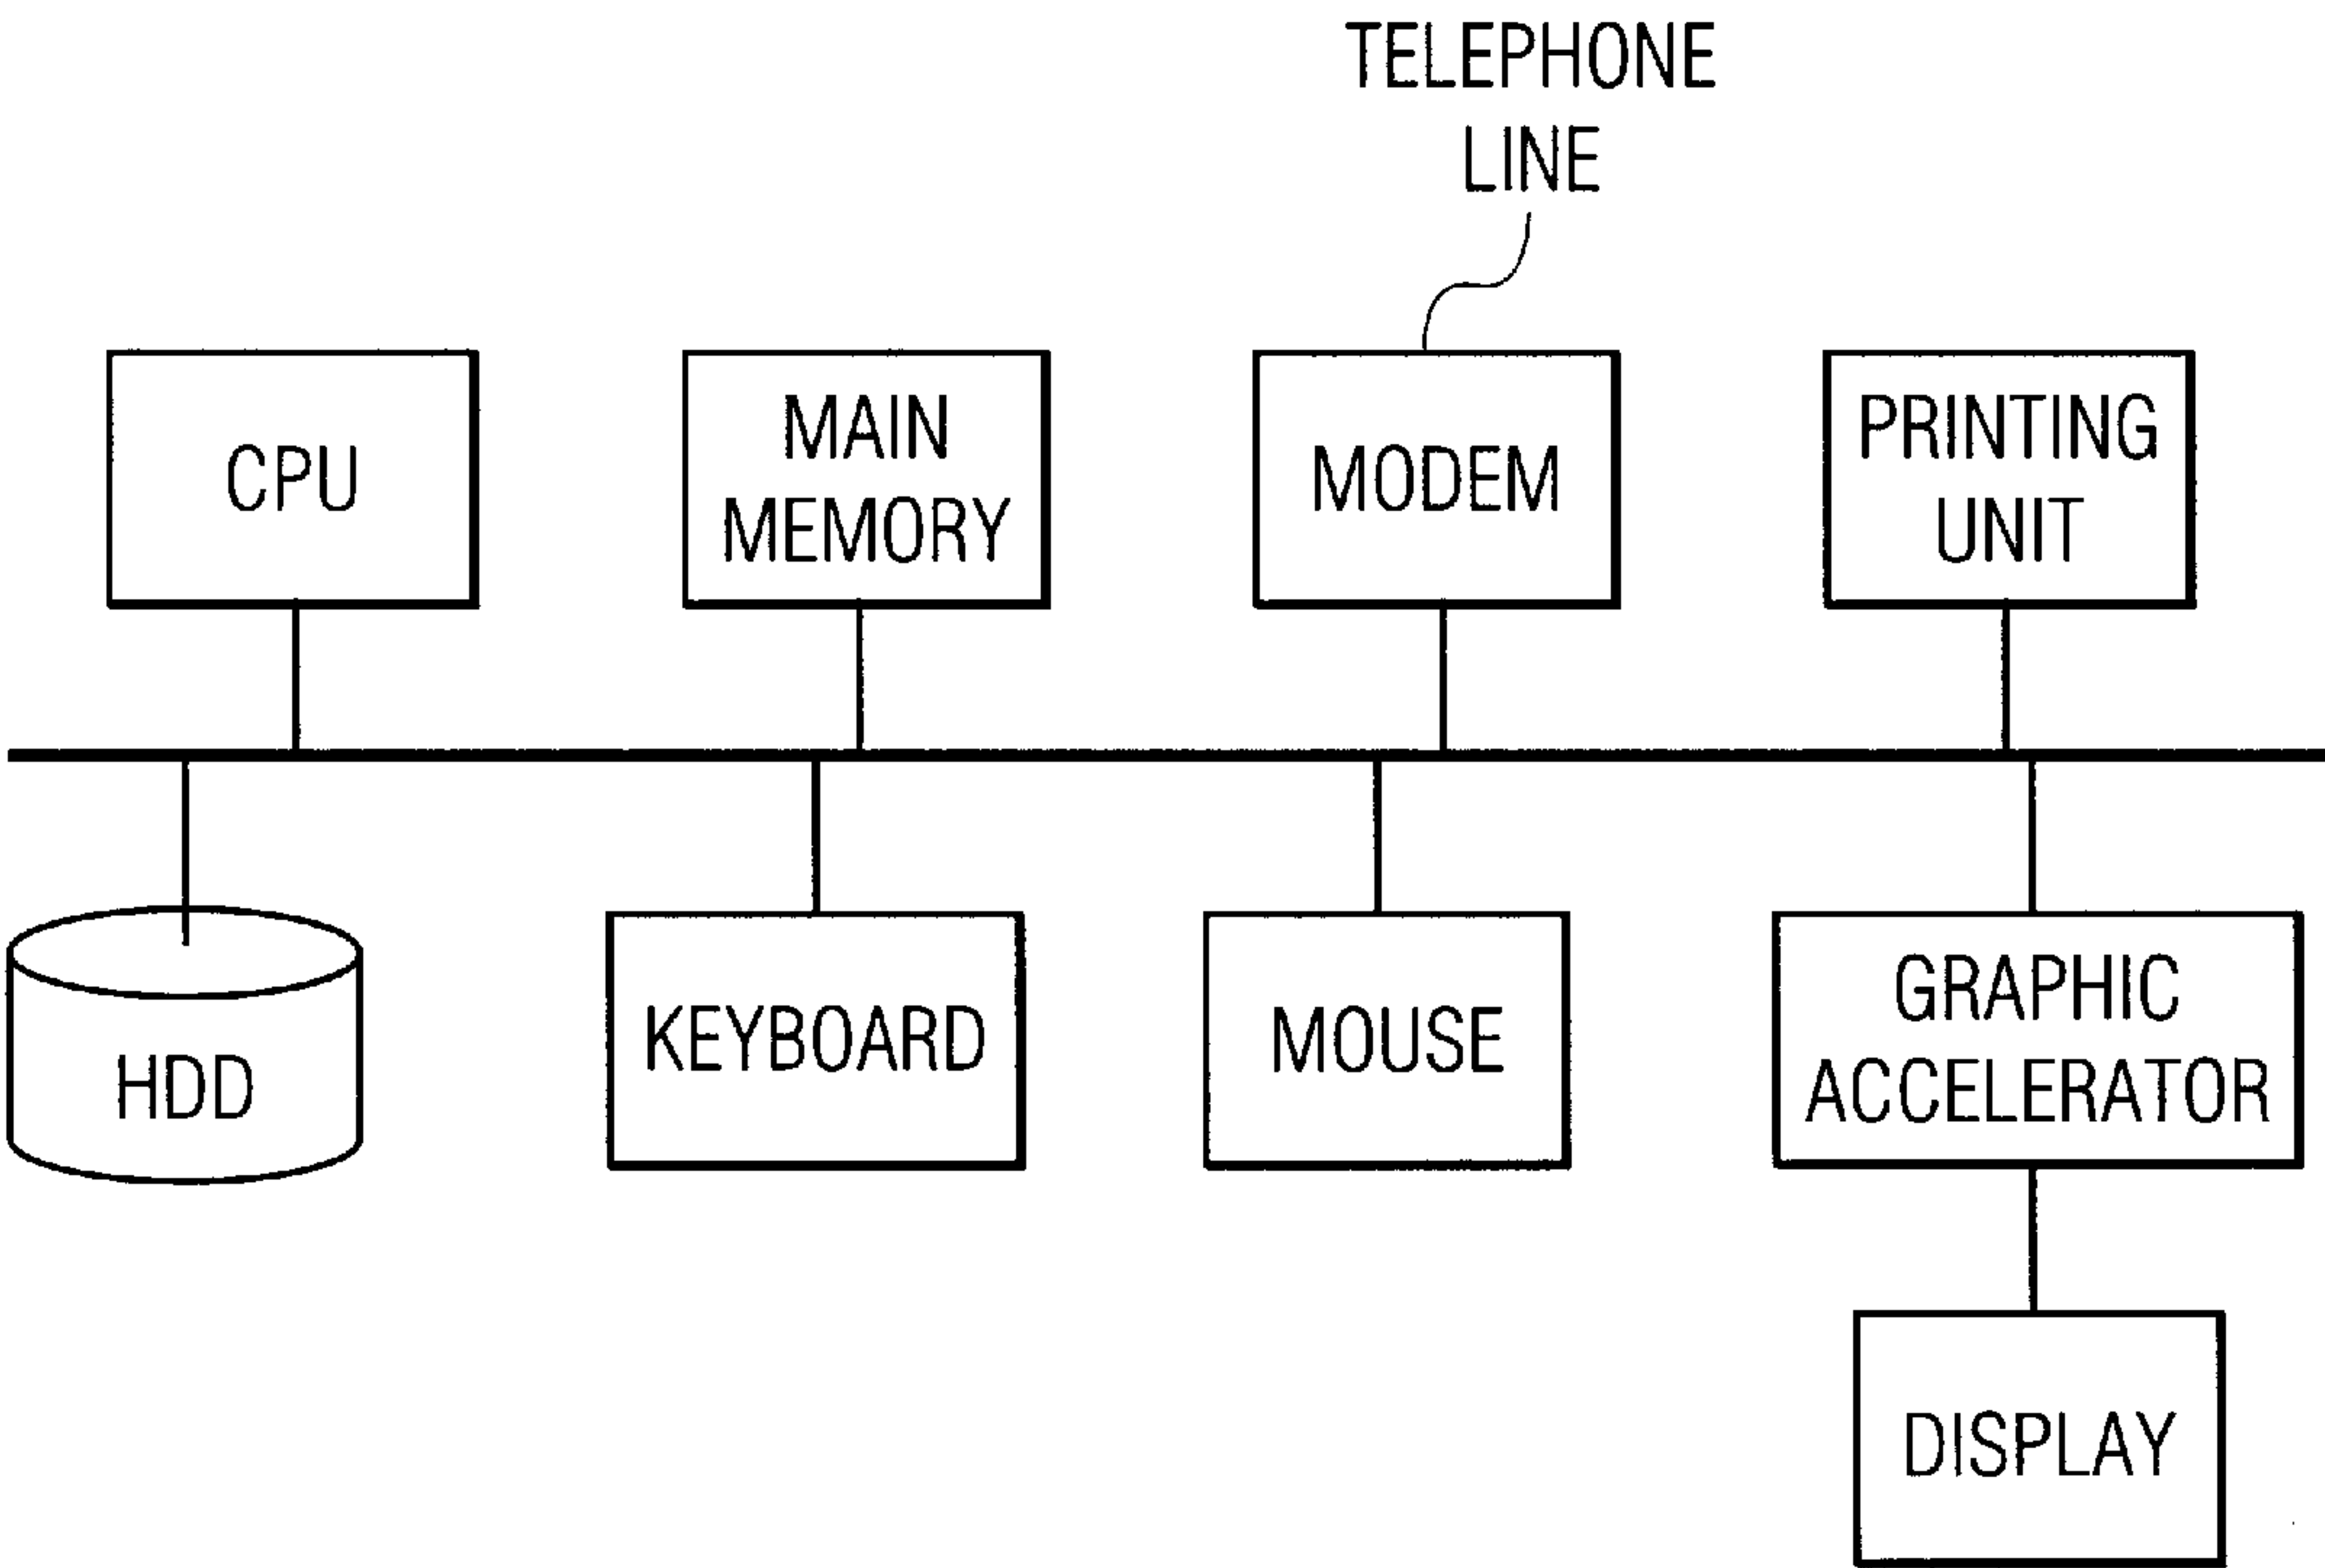 TELEPHONE
LINE
CPU
MAIN
MEMORY
MODEM
PRINTING
UNIT
HDD
KEYBOARD
MOUSE
GRAPHIC
ACCELERATOR
DISPLAY